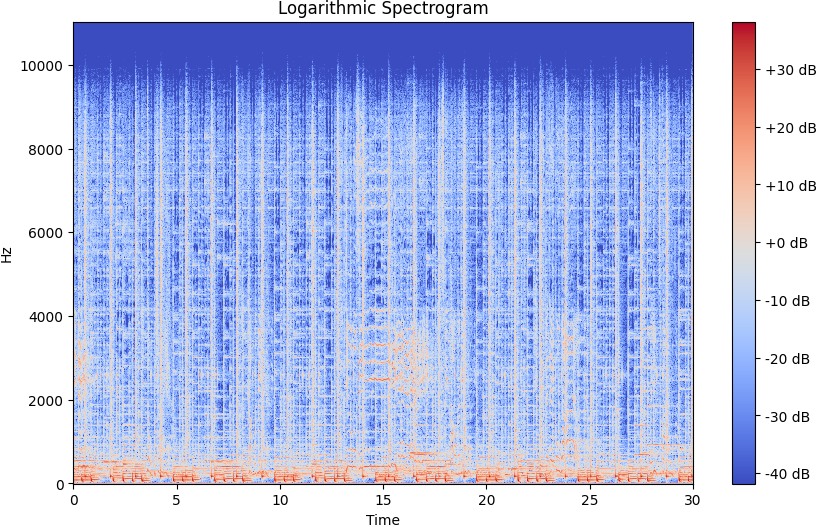 Logarithmic Spectrogram
Hz
10000
8000
6000
4000
2000
0
0 5 10 15 20 25 30
Time
+30 dB
+20 dB
+10 dB
+0 dB
-10 dB
-20 dB
-30 dB
-40 dB